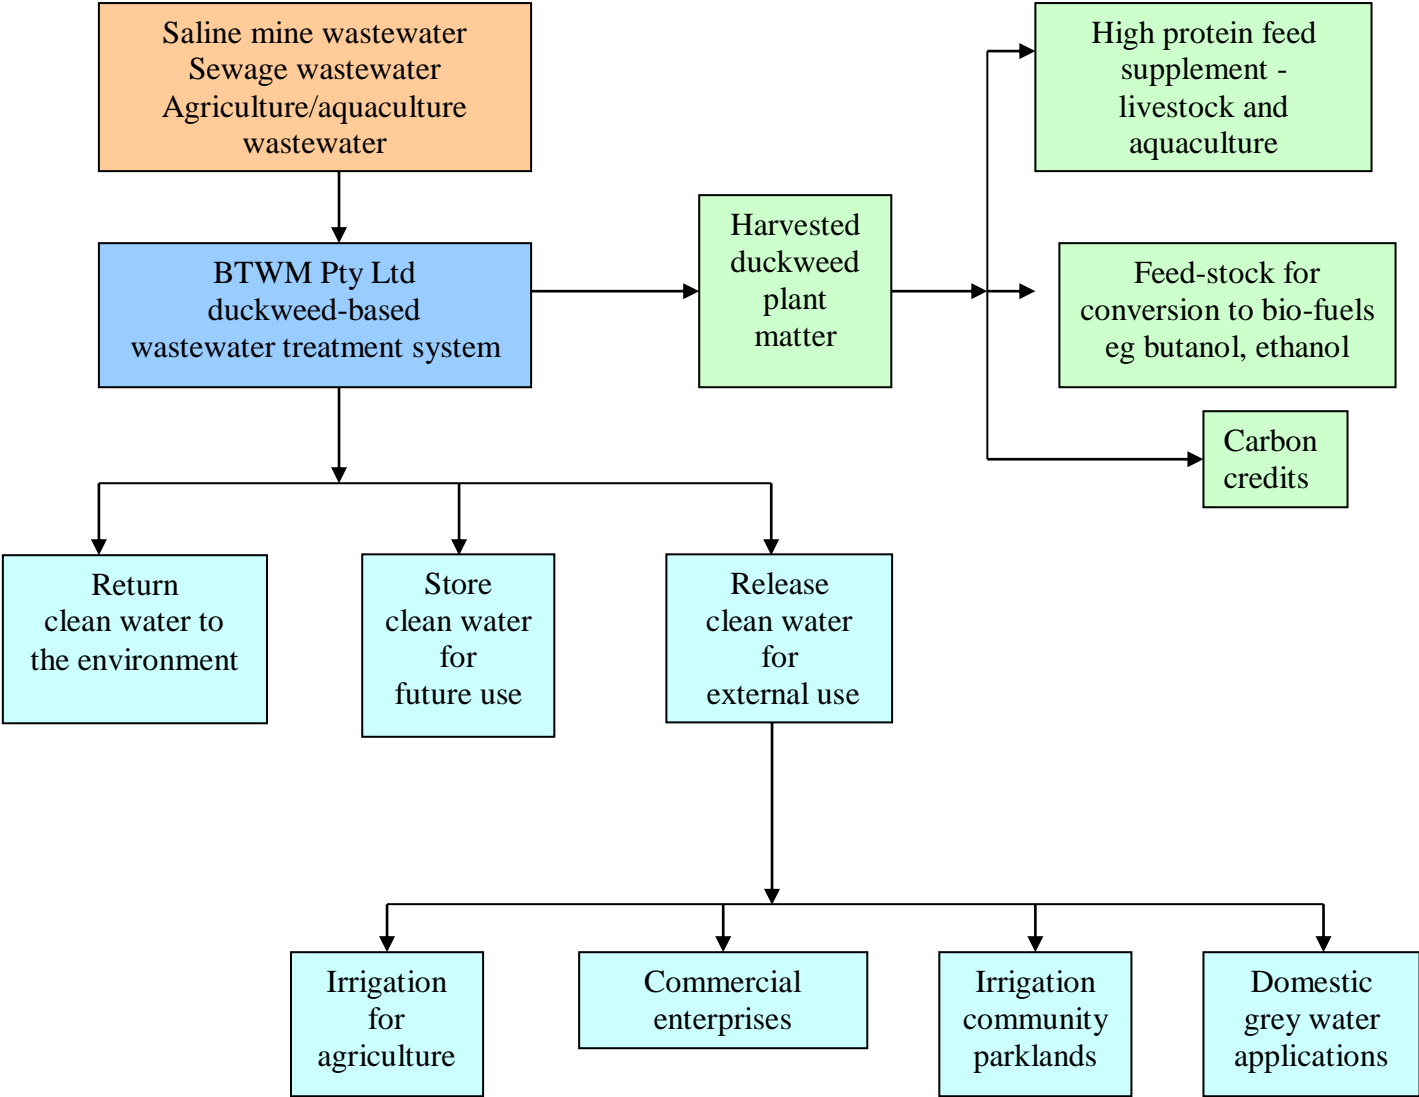 Saline mine wastewater
Sewage wastewater
Agriculture/aquaculture
wastewater
High protein feed
supplement -
livestock and
aquaculture
BTWM Pty Ltd
duckweed-based
wastewater treatment system
Harvested
duckweed
plant
matter
Feed-stock for
conversion to bio-fuels
eg butanol, ethanol
Carbon
credits
Return
clean water to
the environment
Store
clean water
for
future use
Release
clean water
for
external use
Irrigation
for
agriculture
Commercial
enterprises
Irrigation
community
parklands
Domestic
grey water
applications